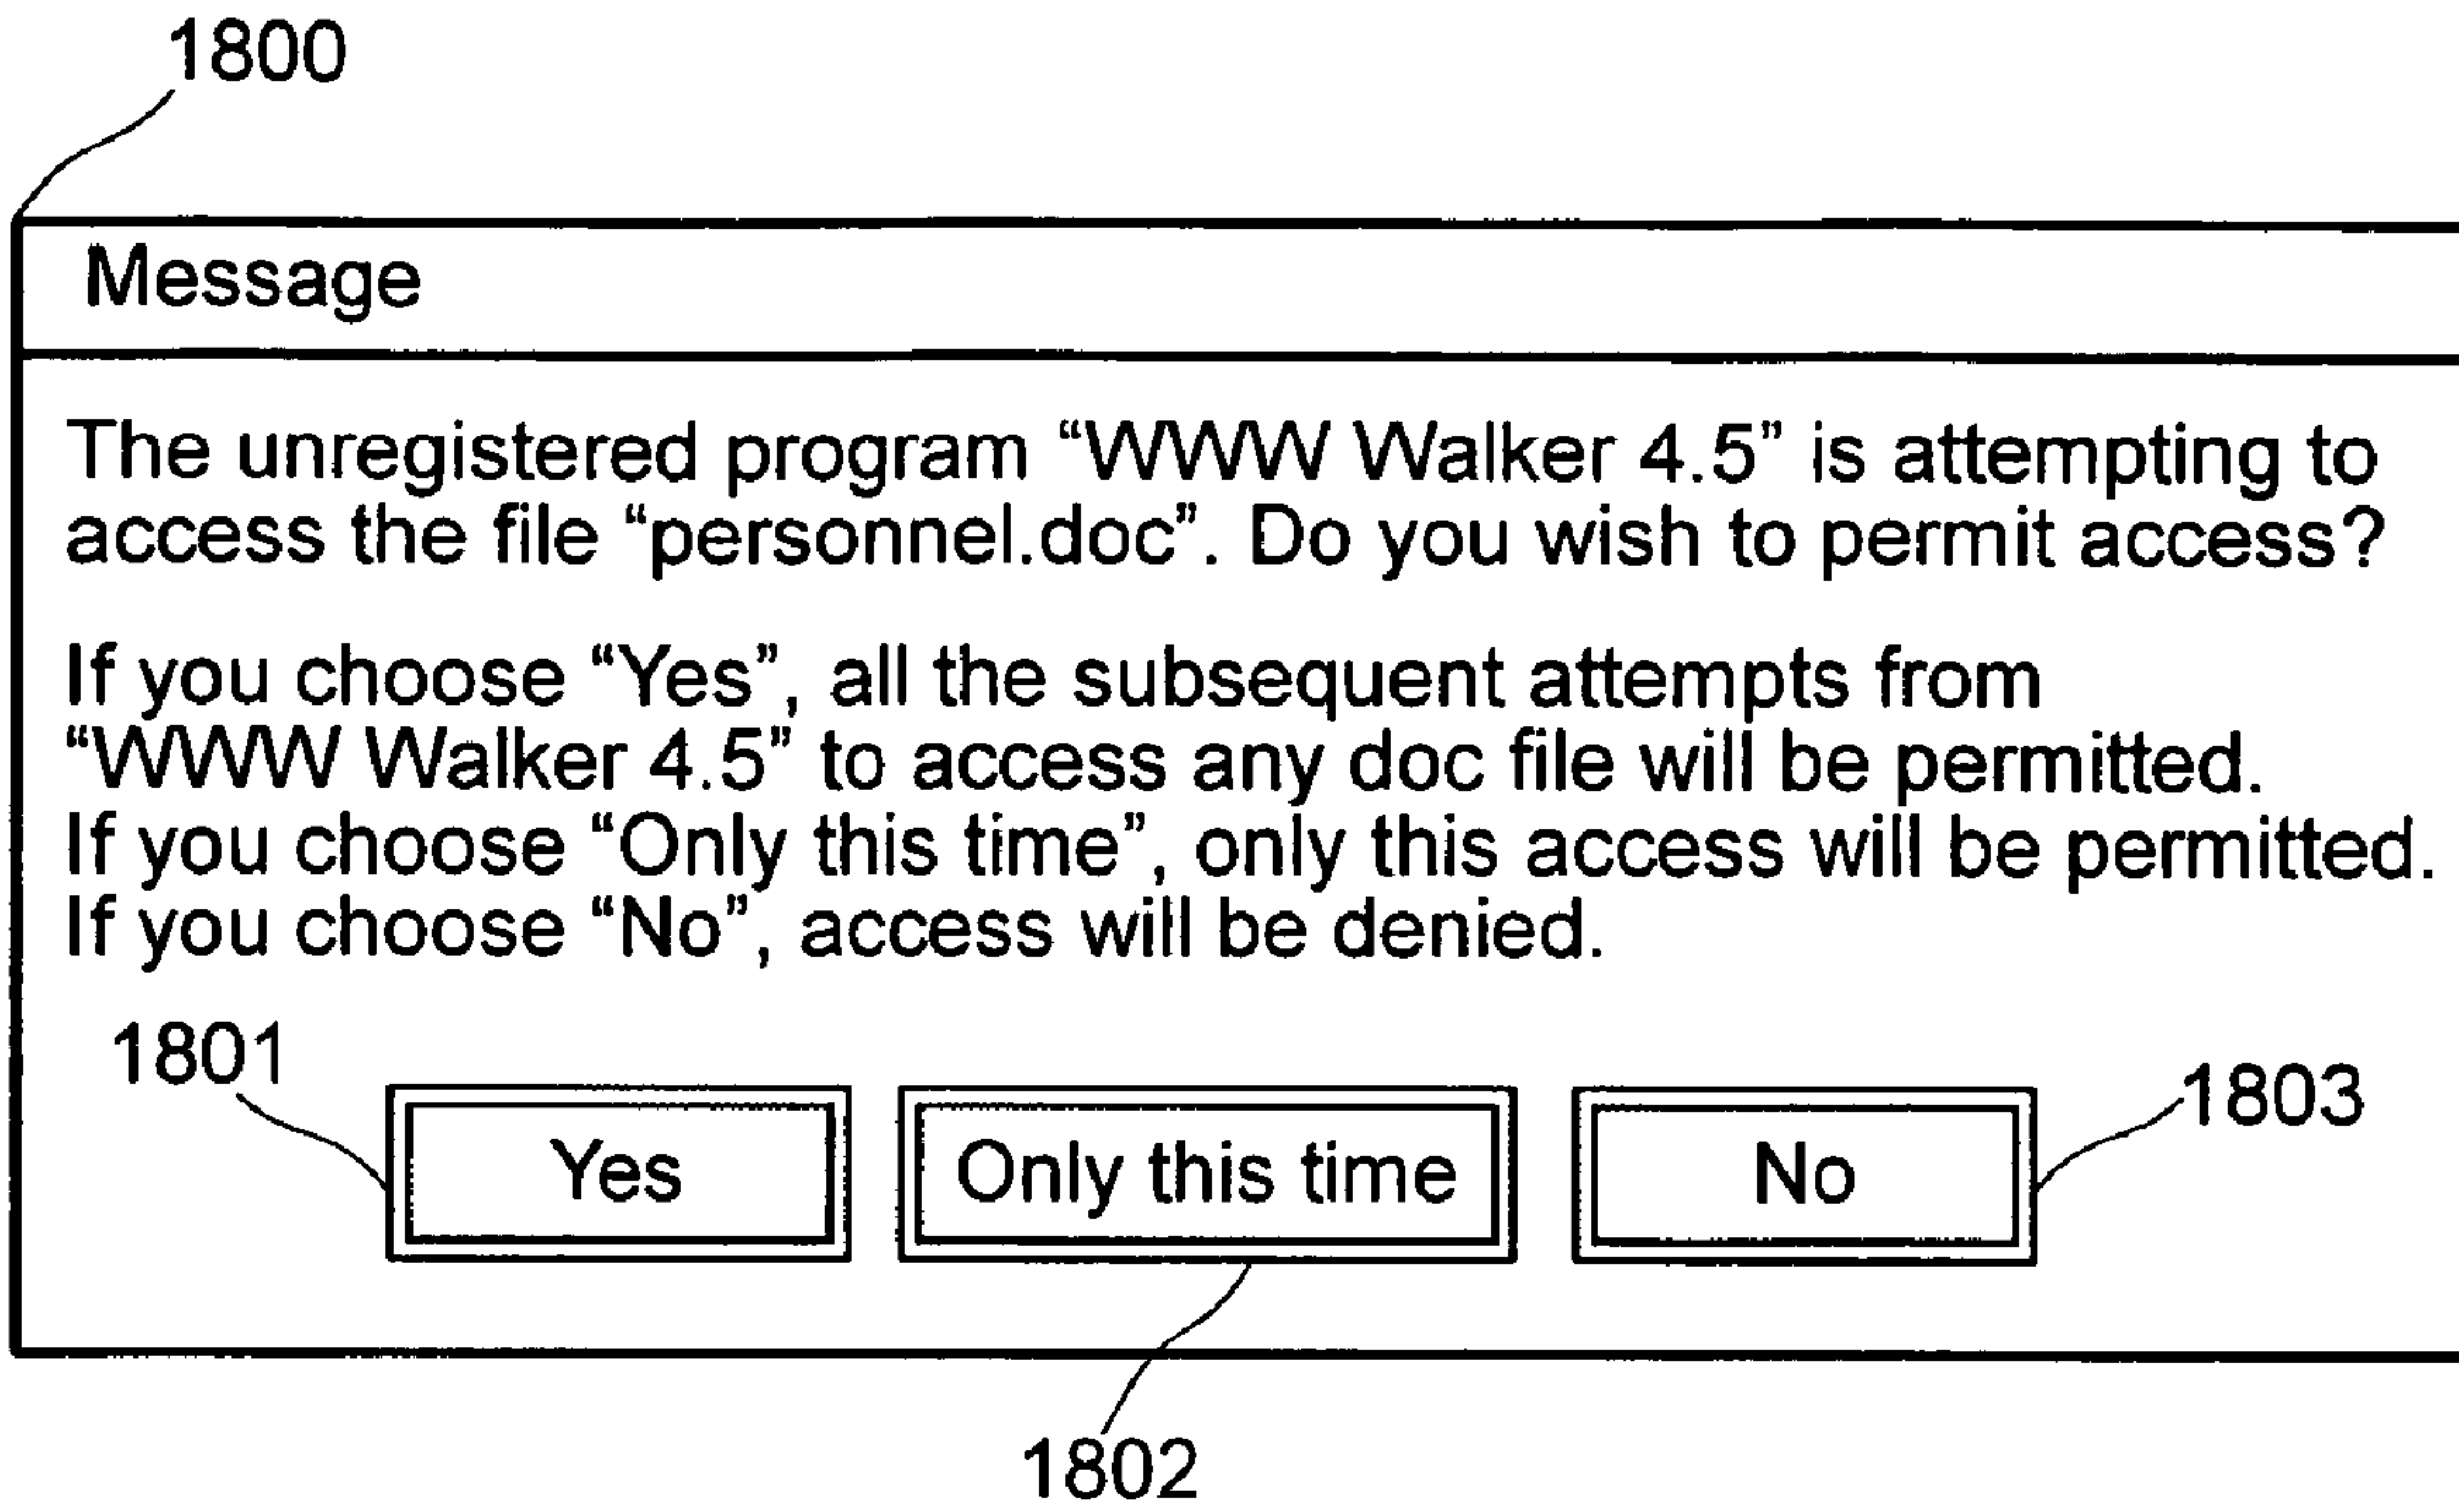 1800
Message
The unregistered program “WWW Walker 4.5” is attempting to
access the file “personnel.doc”. Do you wish to permit access?
If you choose “Yes”, all the subsequent attempts from
“WWW Walker 4.5” to access any doc file will be permitted.
If you choose “Only this time”, only this access will be permitted.
If you choose “No”, access will be denied.
1801
1803
Yes
Only this time
No
1802